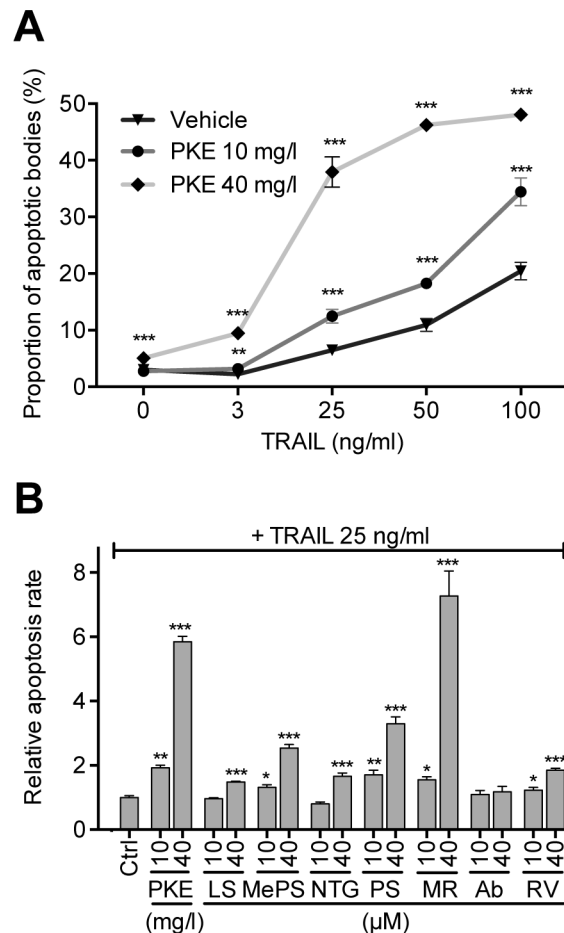 A
Proportion of apoptotic bodies (%)
50
40
30
20
10
0
Vehicle
PKE 10 mg/l
PKE 40 mg/l
***
***
**
***
***
***
***
***
***
0 3 25 50 100
TRAIL (ng/ml)
B
+ TRAIL 25 ng/ml
Relative apoptosis rate
8
6
4
2
0
** *** *** * *** *** ** *** * *** * ***
Ctrl 10 40 10 40 10 40 10 40 10 40 10 40 10 40 10 40
PKE LS MePS NTG PS MR Ab RV
(mg/l) (µM)